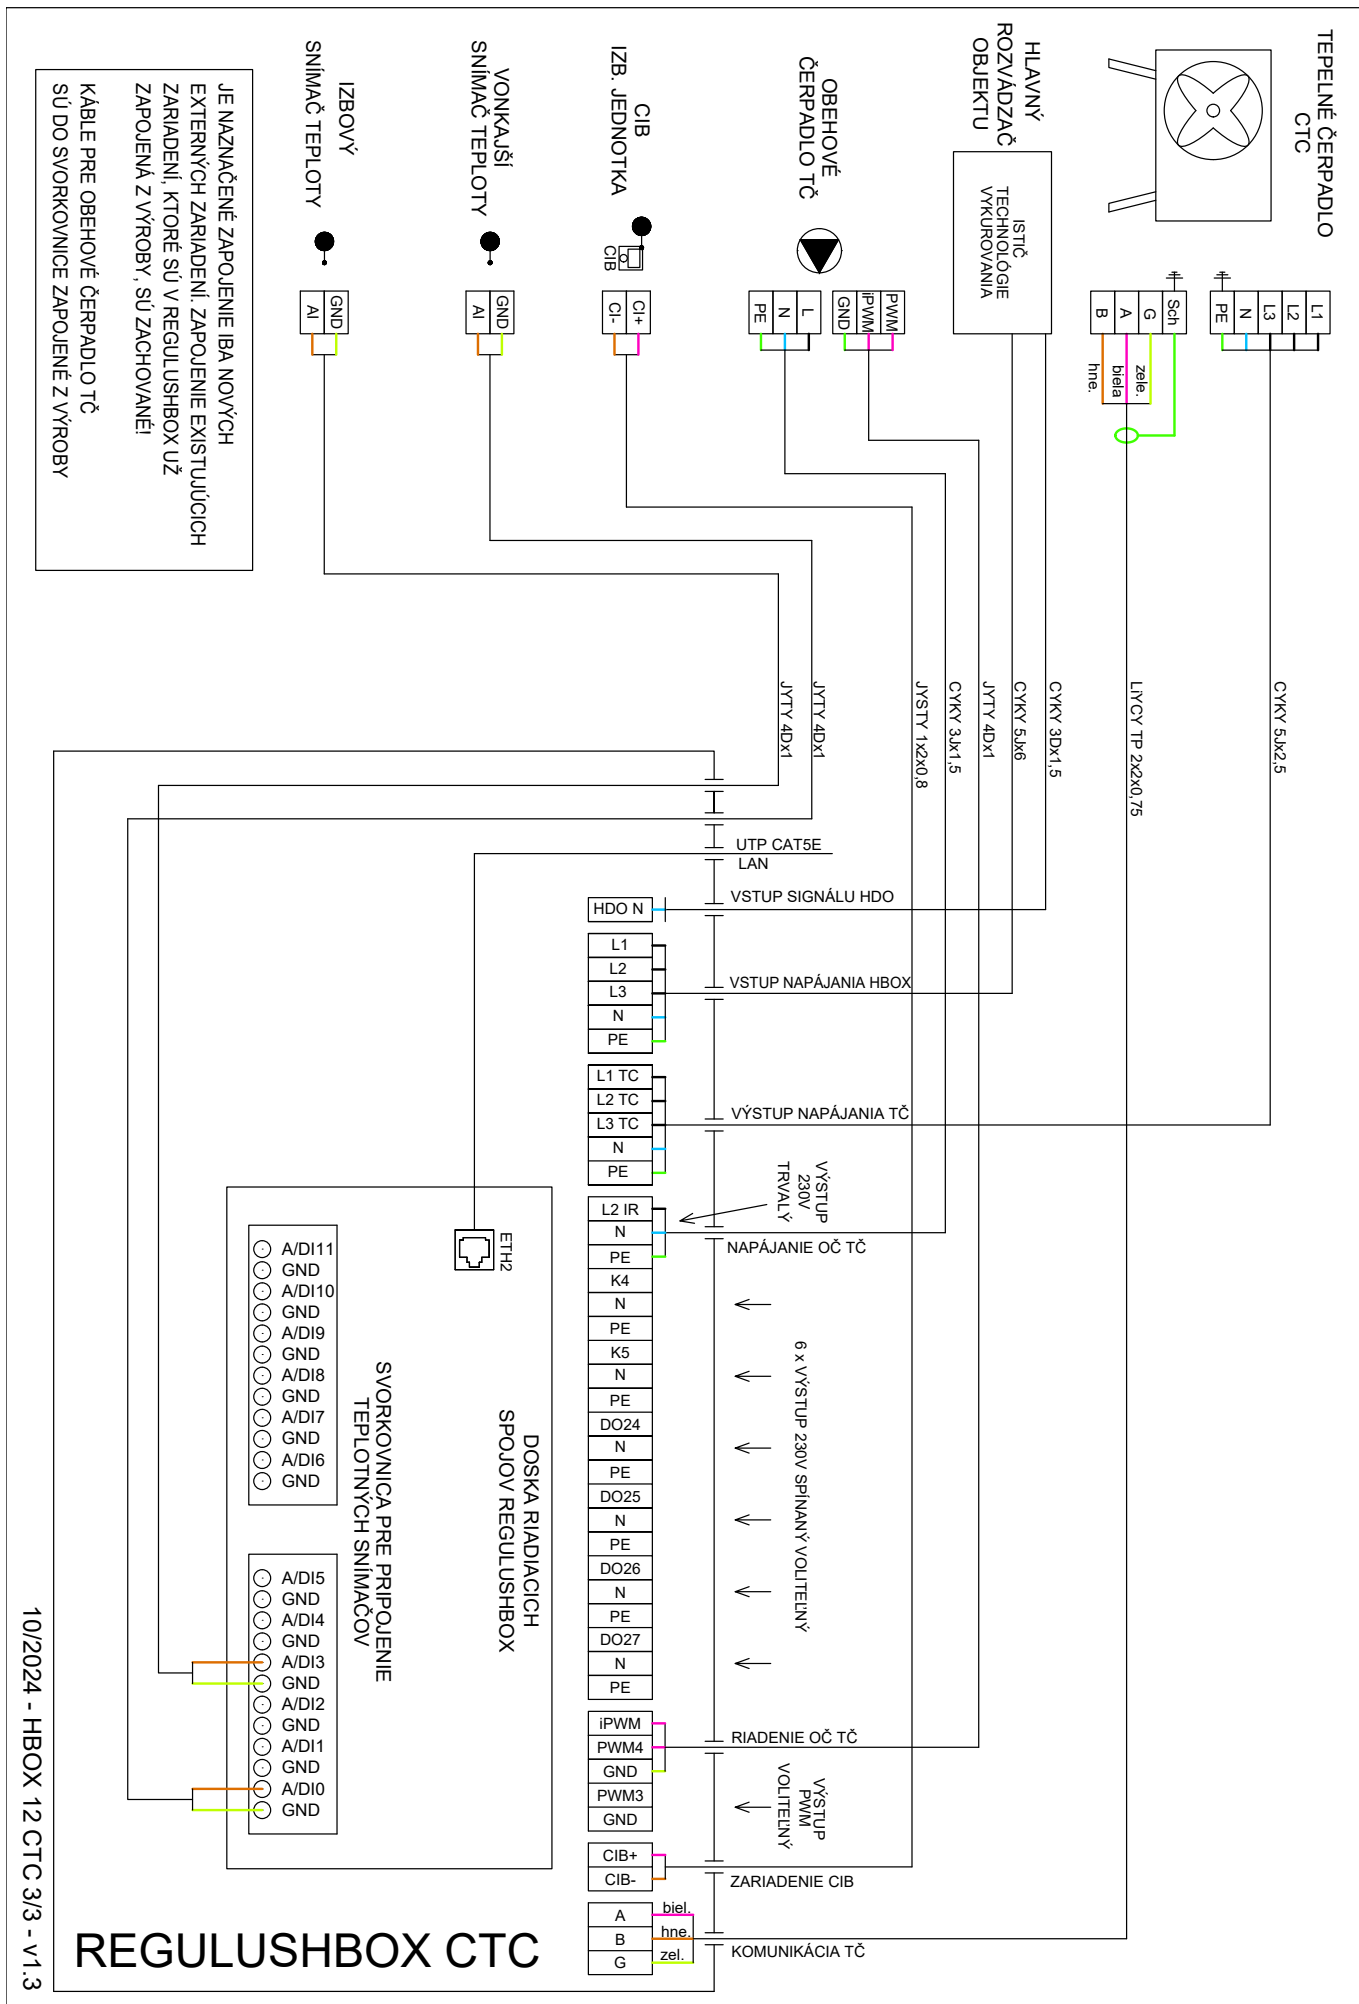 TEPELNÉ ČERPADLO
CTC
HLAVNÝ
ROZVÁDZAČ
OBJEKTU
ISTIČ
TECHNOLÓGIE
VYKUROVANIA
OBEHOVÉ
ČERPADLO TČ
CIB
IZB. JEDNOTKA
CIB
VONKAJŠÍ
SNÍMAČ TEPLOTY
IZBOVÝ
SNÍMAČ TEPLOTY
L1
L2
L3
N
PE
Sch
G
A
B
zele.
biela
hne.
PWM
iPWM
GND
L
N
PE
CI+
CI-
GND
AI
GND
AI
JE NAZNAČENÉ ZAPOJENIE IBA NOVÝCH
EXTERNÝCH ZARIADENÍ. ZAPOJENIE EXISTUJÚCICH
ZARIADENÍ, KTORÉ SÚ V REGULUSHBOX UŽ
ZAPOJENÁ Z VÝROBY, SÚ ZACHOVANÉ!
KÁBLE PRE OBEHOVÉ ČERPADLO TČ
SÚ DO SVORKOVNICE ZAPOJENÉ Z VÝROBY
CYKY 5Jx2,5
LiYCY TP 2x2x0,75
CYKY 3Dx1,5
CYKY 5Jx6
JYTY 4Dx1
CYKY 3Jx1,5
JYSTY 1x2x0,8
JYTY 4Dx1
JYTY 4Dx1
UTP CAT5E
LAN
HDO N
VSTUP SIGNÁLU HDO
L1
L2
L3
N
PE
VSTUP NAPÁJANIA HBOX
L1 TC
L2 TC
L3 TC
N
PE
VÝSTUP NAPÁJANIA TČ
VÝSTUP
230V
TRVALÝ
L2 IR
N
PE
NAPÁJANIE OČ TČ
K4
N
PE
K5
N
PE
DO24
N
PE
DO25
N
PE
DO26
N
PE
DO27
N
PE
6 x VÝSTUP 230V SPÍNANÝ VOLITEĽNÝ
iPWM
PWM4
GND
PWM3
GND
RIADENIE OČ TČ
VÝSTUP
PWM
VOLITEĽNÝ
CIB+
CIB-
ZARIADENIE CIB
A
B
G
biel.
hne.
zel.
KOMUNIKÁCIA TČ
ETH2
DOSKA RIADIACICH
SPOJOV REGULUSHBOX
SVORKOVNICA PRE PRIPOJENIE
TEPLOTNÝCH SNÍMAČOV
A/DI11
GND
A/DI10
GND
A/DI9
GND
A/DI8
GND
A/DI7
GND
A/DI6
GND
A/DI5
GND
A/DI4
GND
A/DI3
GND
A/DI2
GND
A/DI1
GND
A/DI0
GND
REGULUSHBOX CTC
10/2024 - HBOX 12 CTC 3/3 - v1.3